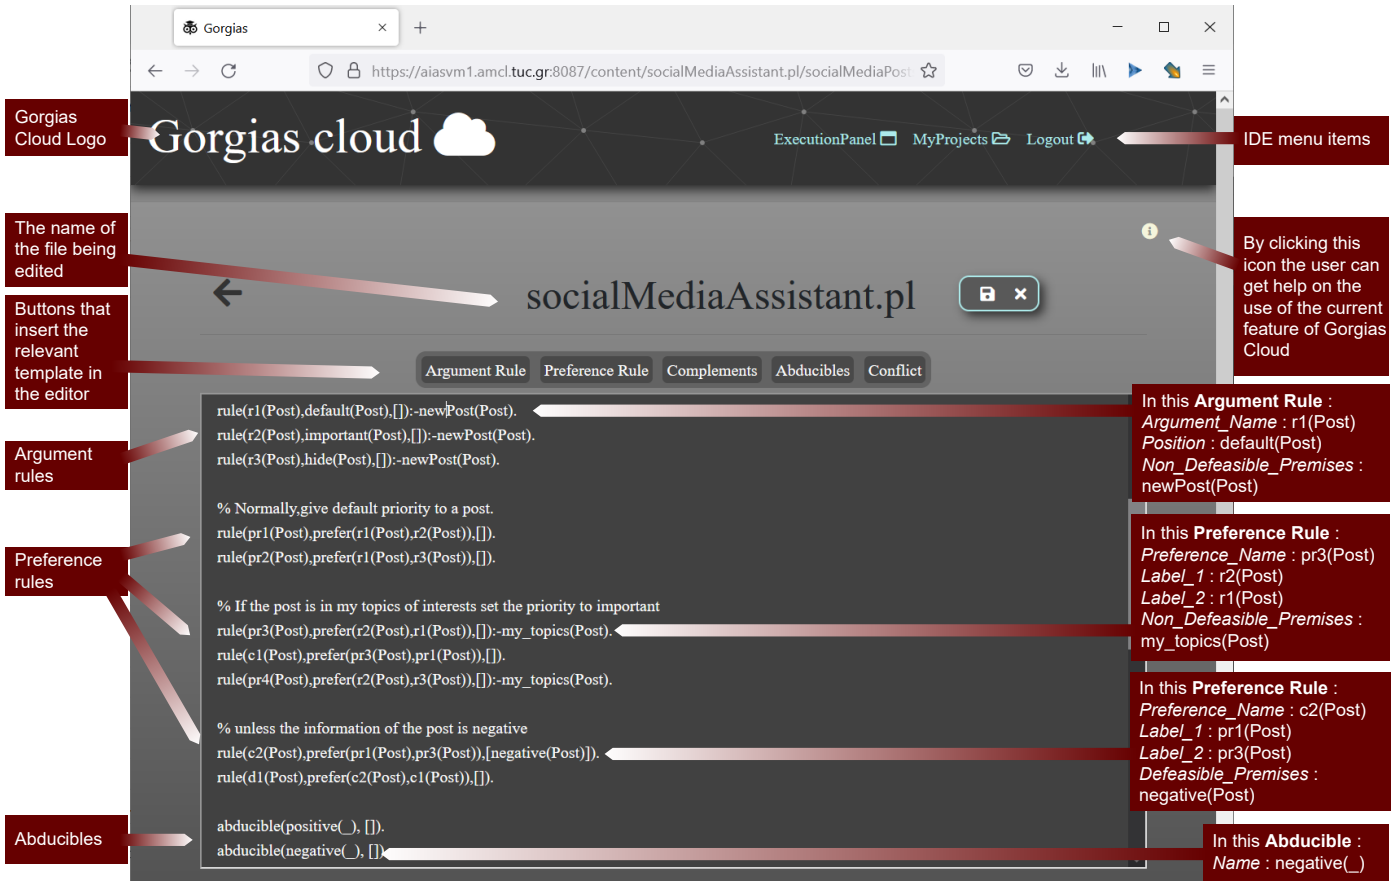 Gorgias
https://aiasvm1.amcl.tuc.gr:8087/content/socialMediaAssistant.pl/socialMediaPost
Gorgias
Cloud Logo
Gorgias cloud
ExecutionPanel MyProjects Logout
IDE menu items
The name of
the file being
edited
By clicking this
icon the user can
get help on the
use of the current
feature of Gorgias
Cloud
socialMediaAssistant.pl
Buttons that
insert the
relevant
template in
the editor
Argument Rule Preference Rule Complements Abducibles Conflict
rule(r1(Post),default(Post),[]):-newPost(Post).
rule(r2(Post),important(Post),[]):-newPost(Post).
rule(r3(Post),hide(Post),[]):-newPost(Post).
In this Argument Rule :
Argument_Name : r1(Post)
Position : default(Post)
Non_Defeasible_Premises :
newPost(Post)
Argument
rules
% Normally,give default priority to a post.
rule(pr1(Post),prefer(r1(Post),r2(Post)),[]).
rule(pr2(Post),prefer(r1(Post),r3(Post)),[]).
Preference
rules
In this Preference Rule :
Preference_Name : pr3(Post)
Label_1 : r2(Post)
Label_2 : r1(Post)
Non_Defeasible_Premises :
my_topics(Post)
% If the post is in my topics of interests set the priority to important
rule(pr3(Post),prefer(r2(Post),r1(Post)),[]):-my_topics(Post).
rule(c1(Post),prefer(pr3(Post),pr1(Post)),[]).
rule(pr4(Post),prefer(r2(Post),r3(Post)),[]):-my_topics(Post).
In this Preference Rule :
Preference_Name : c2(Post)
Label_1 : pr1(Post)
Label_2 : pr3(Post)
Defeasible_Premises :
negative(Post)
% unless the information of the post is negative
rule(c2(Post),prefer(pr1(Post),pr3(Post)),[negative(Post)]).
rule(d1(Post),prefer(c2(Post),c1(Post)),[]).
Abducibles
abducible(positive(_), []).
abducible(negative(_), [])
In this Abducible :
Name : negative(_)